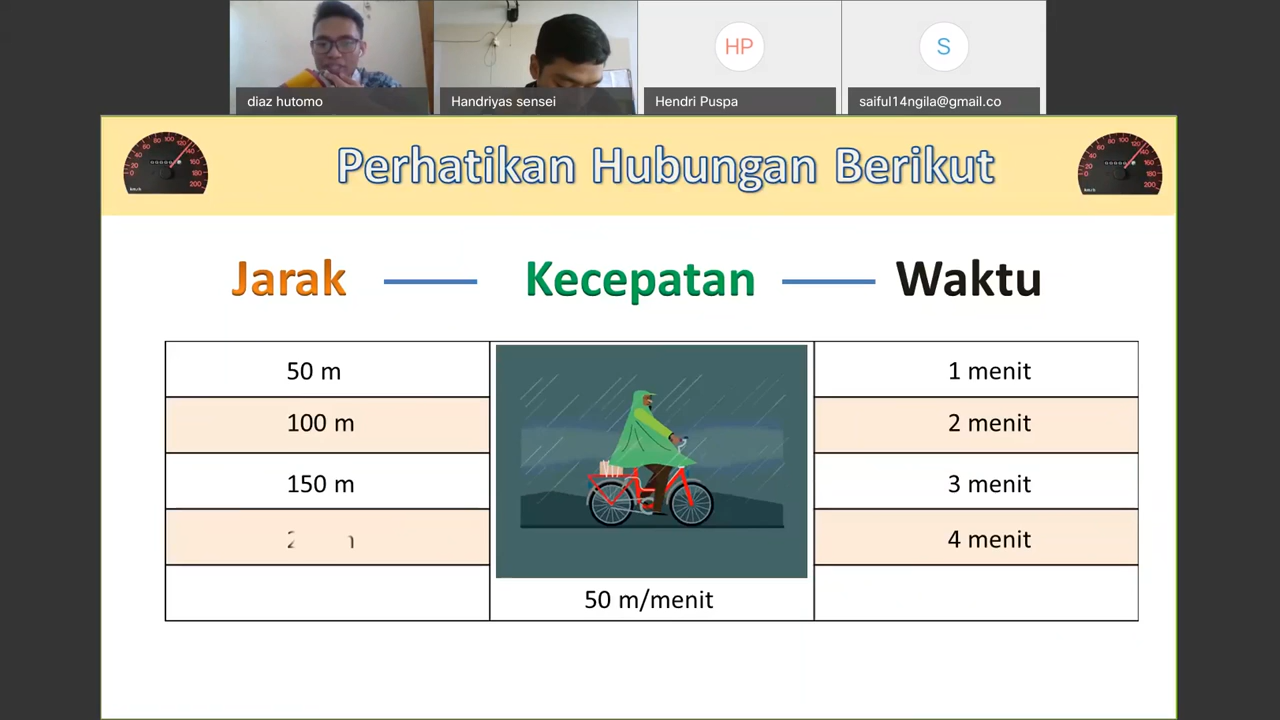 diaz hutomo
Handriyas sensei
HP
Hendri Puspa
S
saiful14ngila@gmail.co
Perhatikan Hubungan Berikut
Jarak
Kecepatan
Waktu
50 m
1 menit
100 m
2 menit
150 m
3 menit
4 menit
50 m/menit